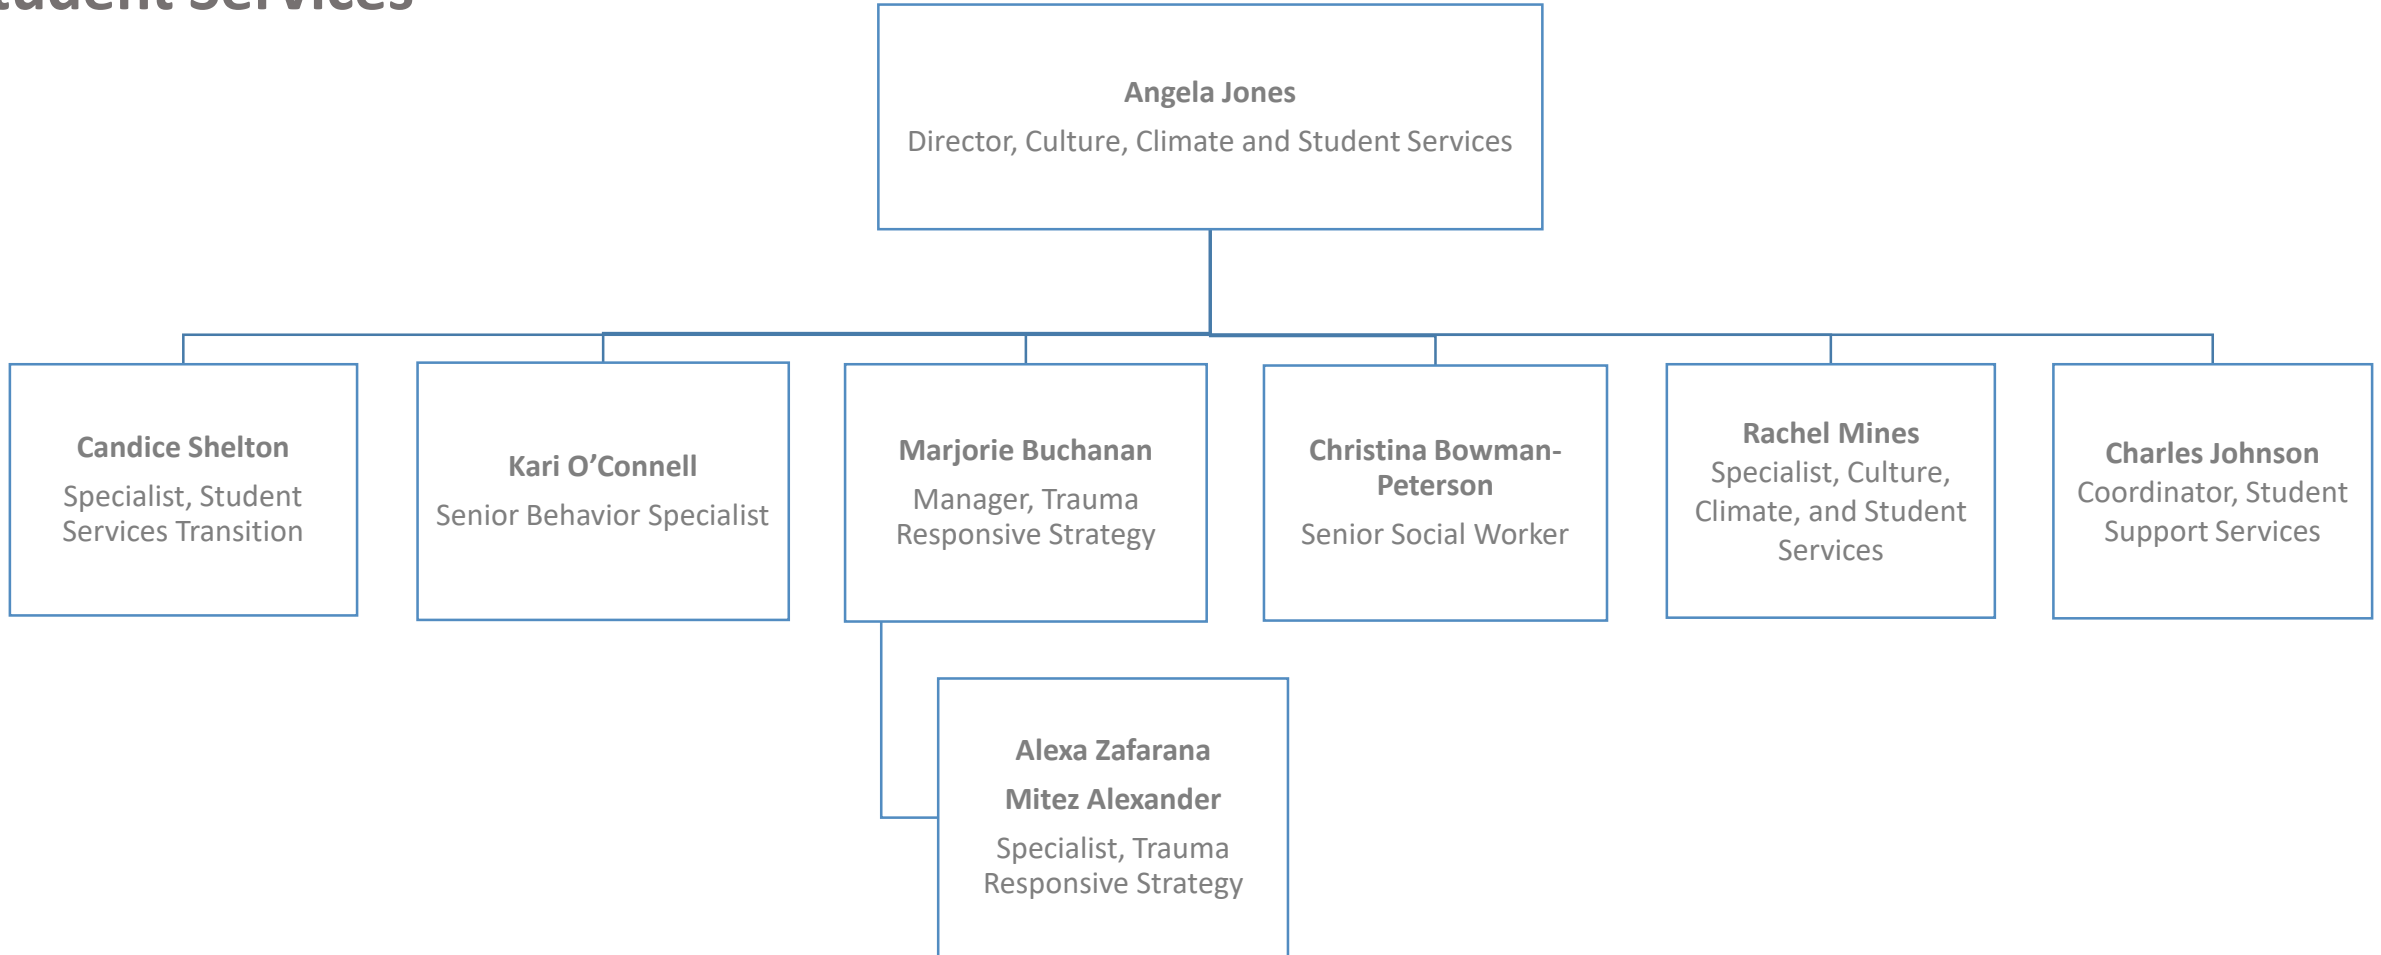 Student Services
Angela Jones
Director, Culture, Climate and Student Services
Candice Shelton
Specialist, Student
Services Transition
Kari O’Connell
Senior Behavior Specialist
Marjorie Buchanan
Manager, Trauma
Responsive Strategy
Christina Bowman-
Peterson
Senior Social Worker
Rachel Mines
Specialist, Culture,
Climate, and Student
Services
Charles Johnson
Coordinator, Student
Support Services
Alexa Zafarana
Mitez Alexander
Specialist, Trauma
Responsive Strategy